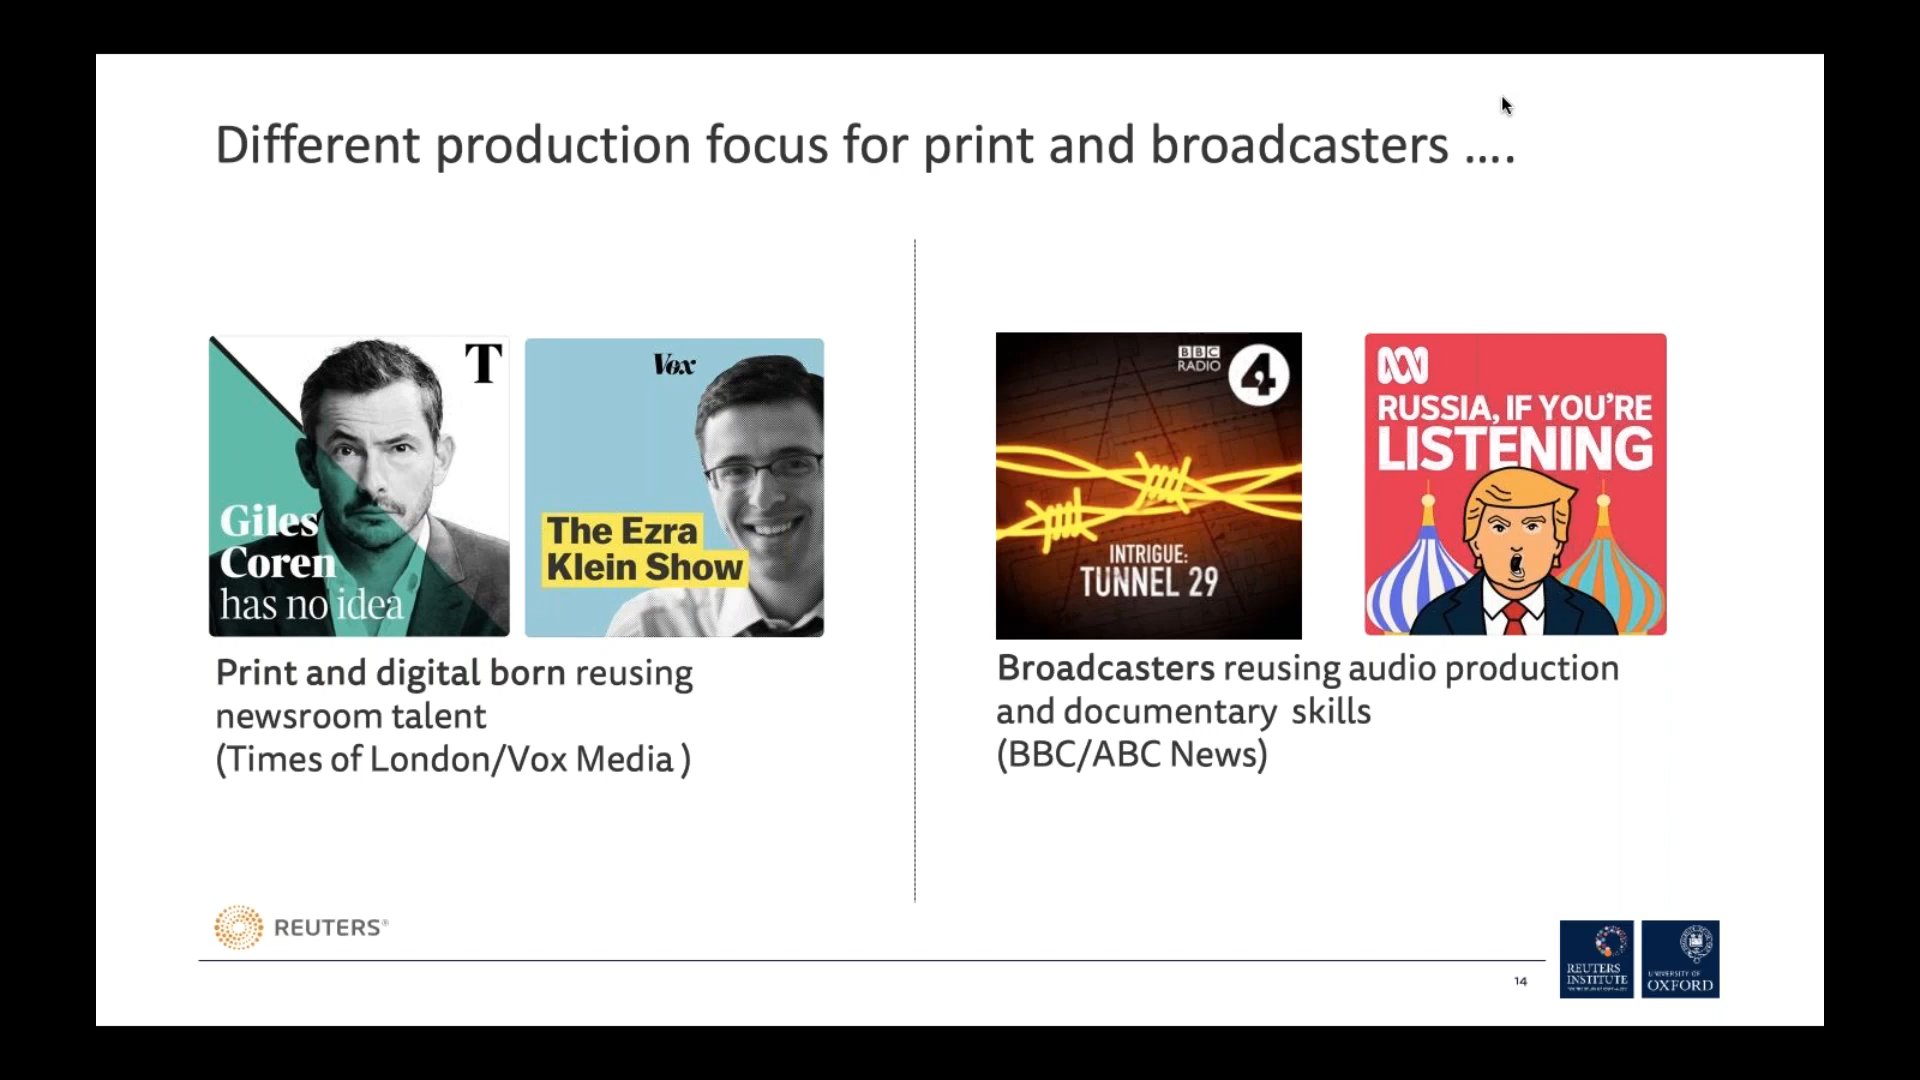 Different production focus for print and broadcasters ....
T
Giles
Coren
has no idea
Vox
The Ezra
Klein Show
Print and digital born reusing
newsroom talent
(Times of London/Vox Media )
BBC
RADIO
4
INTRIGUE:
TUNNEL 29
RUSSIA, IF YOU'RE
LISTENING
Broadcasters reusing audio production
and documentary skills
(BBC/ABC News)
REUTERS®
14
REUTERS
INSTITUTE
UNIVERSITY OF
OXFORD